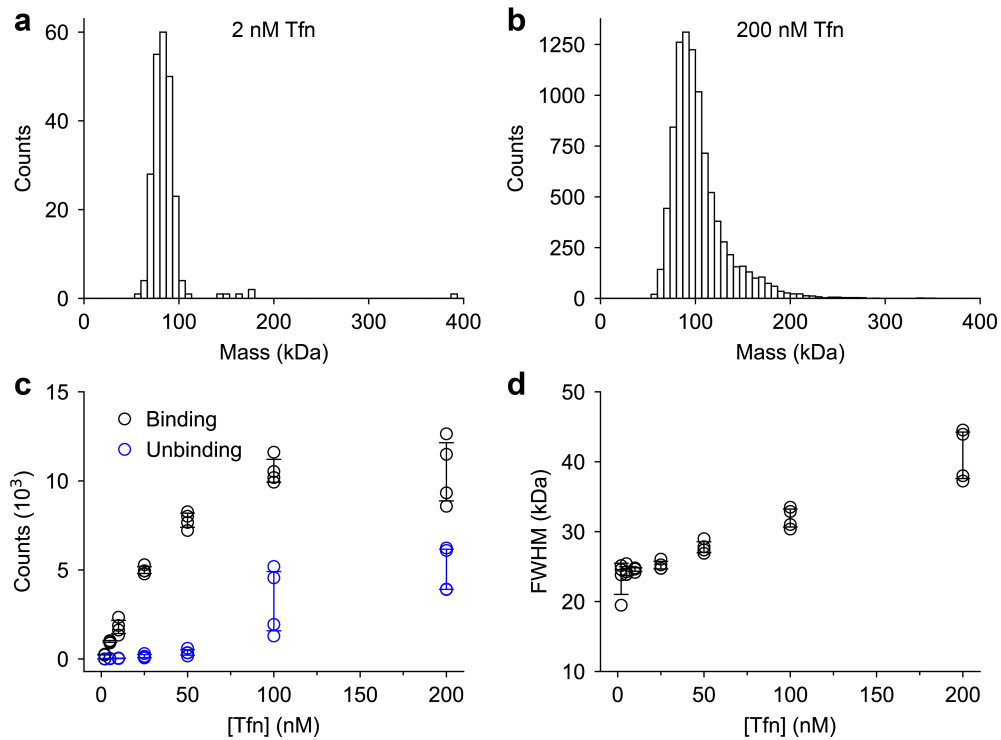 a
2 nM Tfn
60
40
20
0
Counts
0 100 200 300 400
Mass (kDa)
b
200 nM Tfn
1250
1000
750
500
250
0
Counts
0 100 200 300 400
Mass (kDa)
c
Binding
Unbinding
15
10
5
0
Counts (10³)
0 50 100 150 200
[Tfn] (nM)
d
50
40
30
20
10
FWHM (kDa)
0 50 100 150 200
[Tfn] (nM)